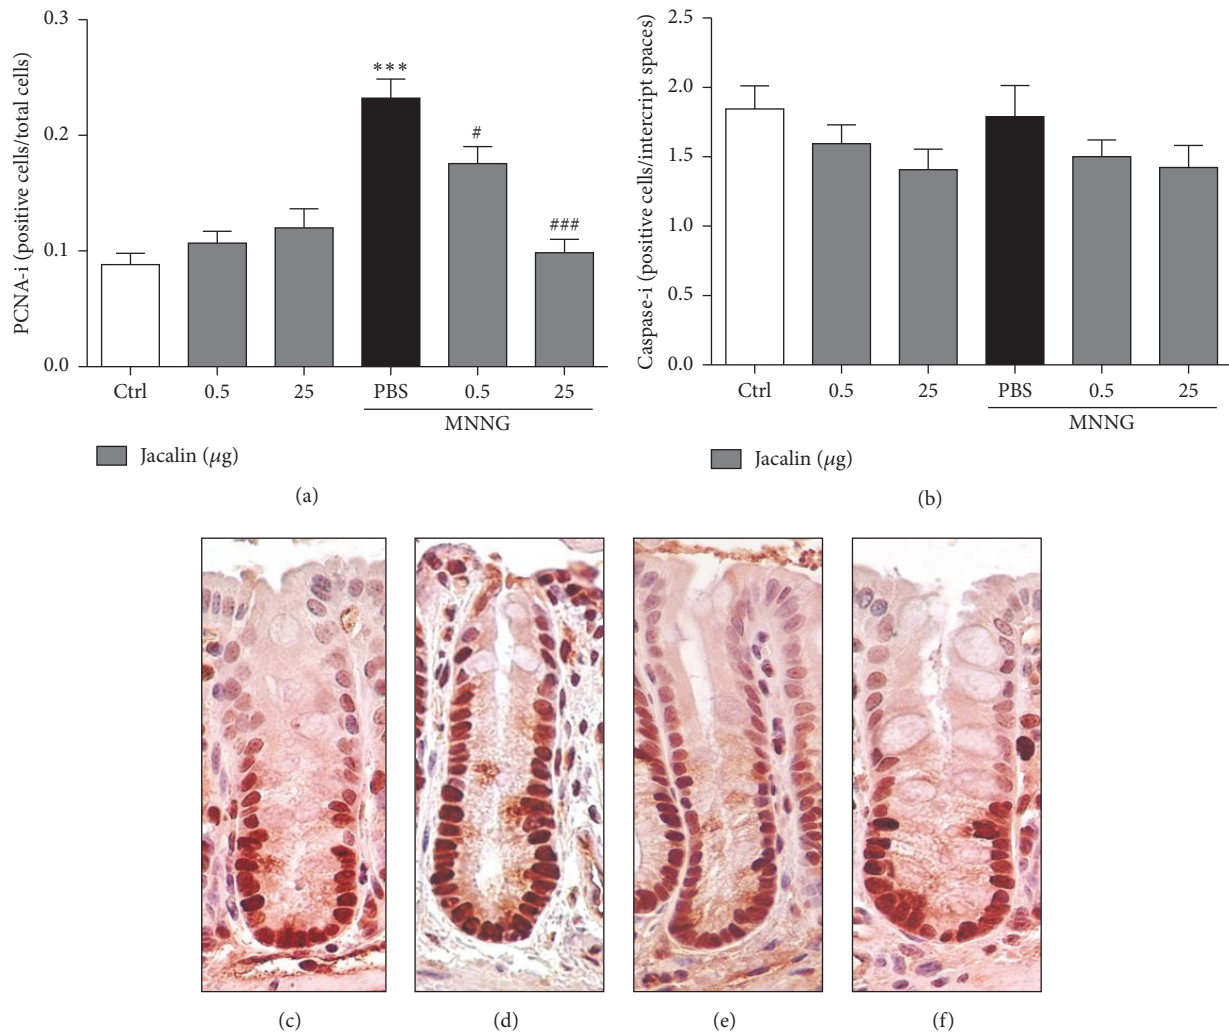 PCNA-i (positive cells/total cells)
0.3
0.2
0.1
0.0
***
#
###
Ctrl
0.5
25
PBS
0.5
25
MNNG
Jacalin (μg)
(a)
Caspase-i (positive cells/intercript spaces)
2.5
2.0
1.5
1.0
0.5
0.0
Ctrl
0.5
25
PBS
0.5
25
MNNG
Jacalin (μg)
(b)
(c)
(d)
(e)
(f)